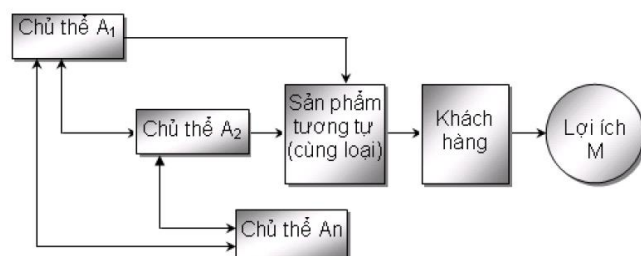 Chủ thể A1
Chủ thể A2
Sản phẩm
tương tự
(cùng loại)
Khách
hàng
Lợi ích
M
Chủ thể An